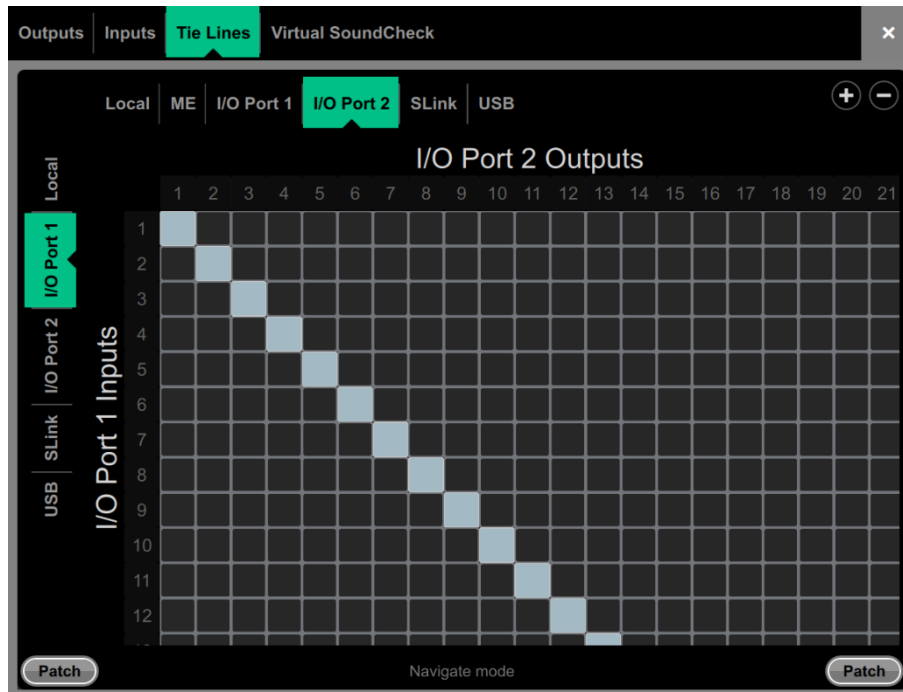 Outputs Inputs Tie Lines Virtual SoundCheck ×
Local ME I/O Port 1 I/O Port 2 SLink USB + −
I/O Port 2 Outputs
1 2 3 4 5 6 7 8 9 10 11 12 13 14 15 16 17 18 19 20 21
Local
I/O Port 1
I/O Port 2
SLink
USB
I/O Port 1 Inputs
1
2
3
4
5
6
7
8
9
10
11
12
Patch Navigate mode Patch